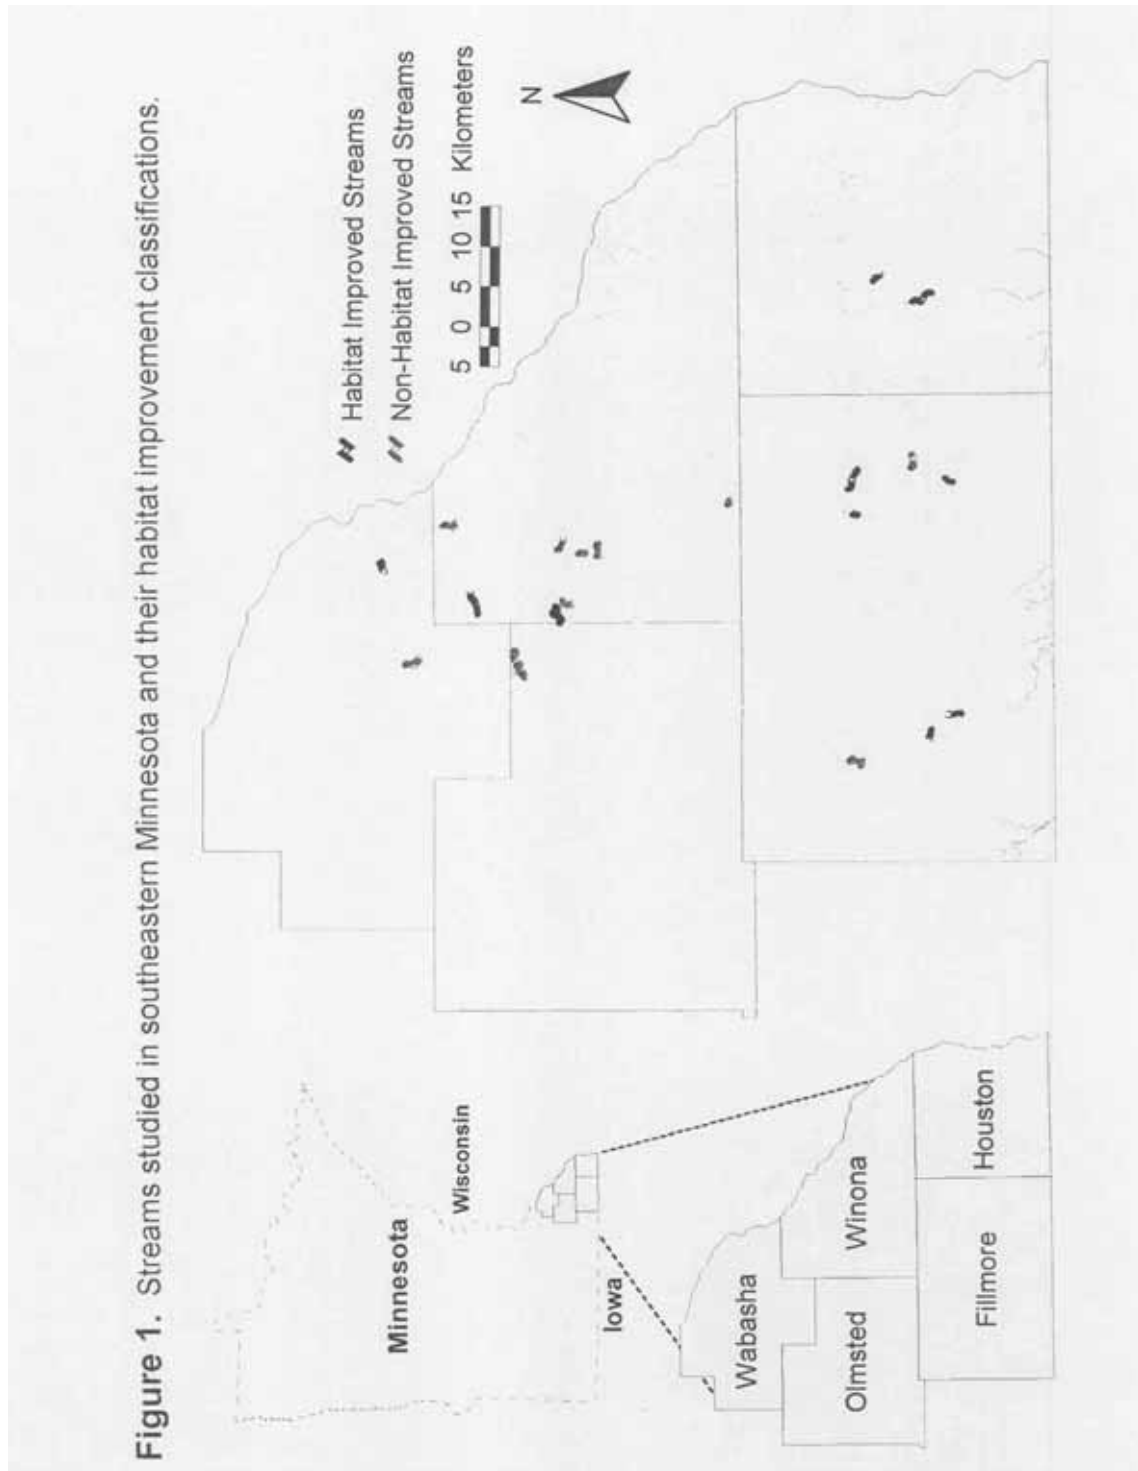 Figure 1. Streams studied in southeastern Minnesota and their habitat improvement classifications.
Minnesota
Wisconsin
Iowa
Wabasha
Olmsted
Winona
Fillmore
Houston
Habitat Improved Streams
Non-Habitat Improved Streams
5 0 5 10 15 Kilometers
N